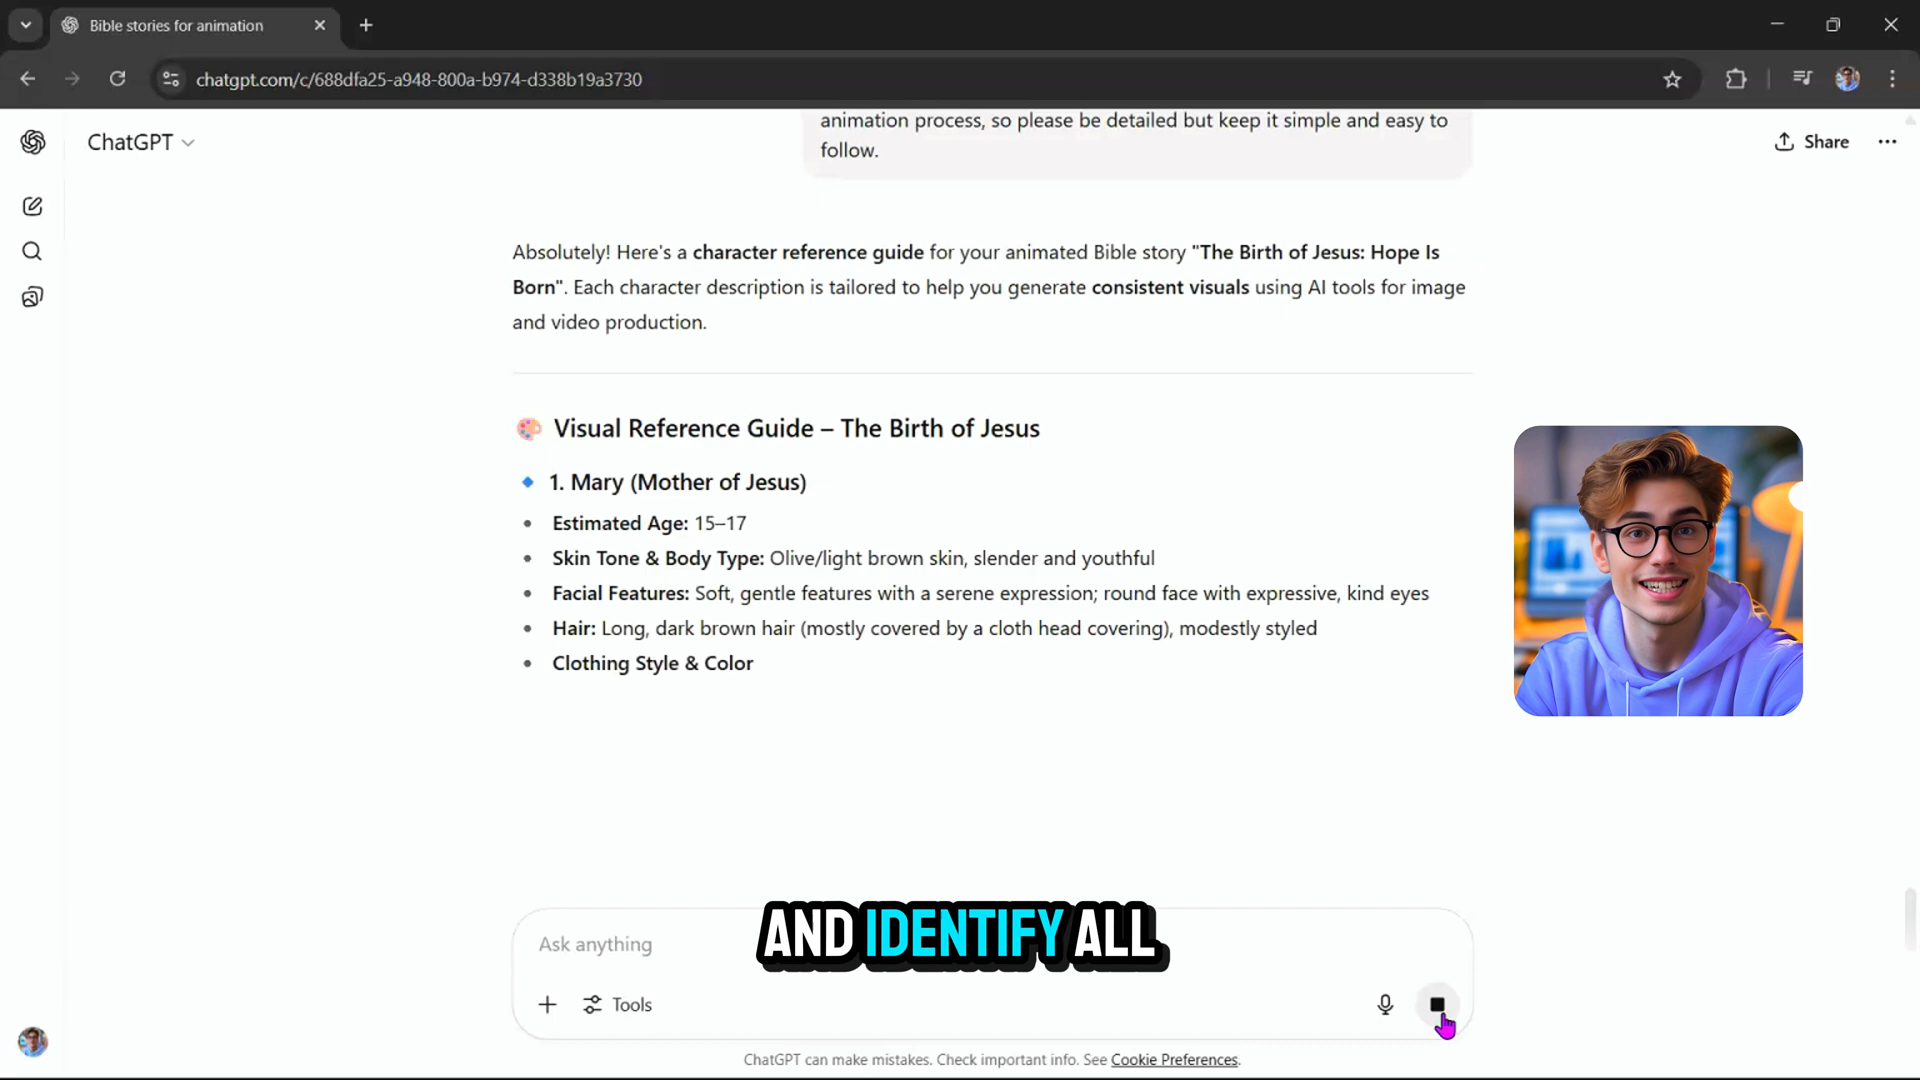 Bible stories for animation
chatgpt.com/c/688dfa25-a948-800a-b974-d338b19a3730
ChatGPT
Share
animation process, so please be detailed but keep it simple and easy to
follow.
Absolutely! Here's a character reference guide for your animated Bible story "The Birth of Jesus: Hope Is
Born". Each character description is tailored to help you generate consistent visuals using AI tools for image
and video production.
Visual Reference Guide – The Birth of Jesus
1. Mary (Mother of Jesus)
• Estimated Age: 15–17
• Skin Tone & Body Type: Olive/light brown skin, slender and youthful
• Facial Features: Soft, gentle features with a serene expression; round face with expressive, kind eyes
• Hair: Long, dark brown hair (mostly covered by a cloth head covering), modestly styled
• Clothing Style & Color
AND IDENTIFY ALL
Ask anything
Tools
ChatGPT can make mistakes. Check important info. See Cookie Preferences.